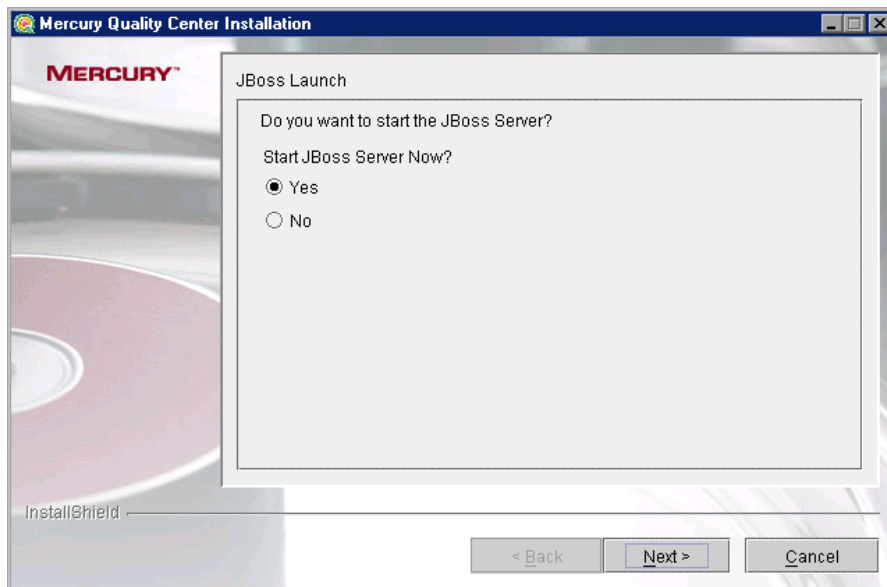 Mercury Quality Center Installation
MERCURY™
JBoss Launch
Do you want to start the JBoss Server?
Start JBoss Server Now?
Yes
No
InstallShield
< Back
Next >
Cancel